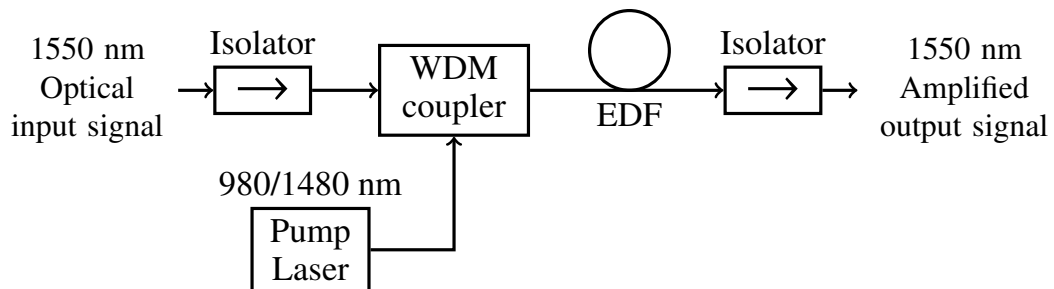 1550 nm
Optical
input signal
Isolator
WDM
coupler
EDF
Isolator
1550 nm
Amplified
output signal
980/1480 nm
Pump
Laser